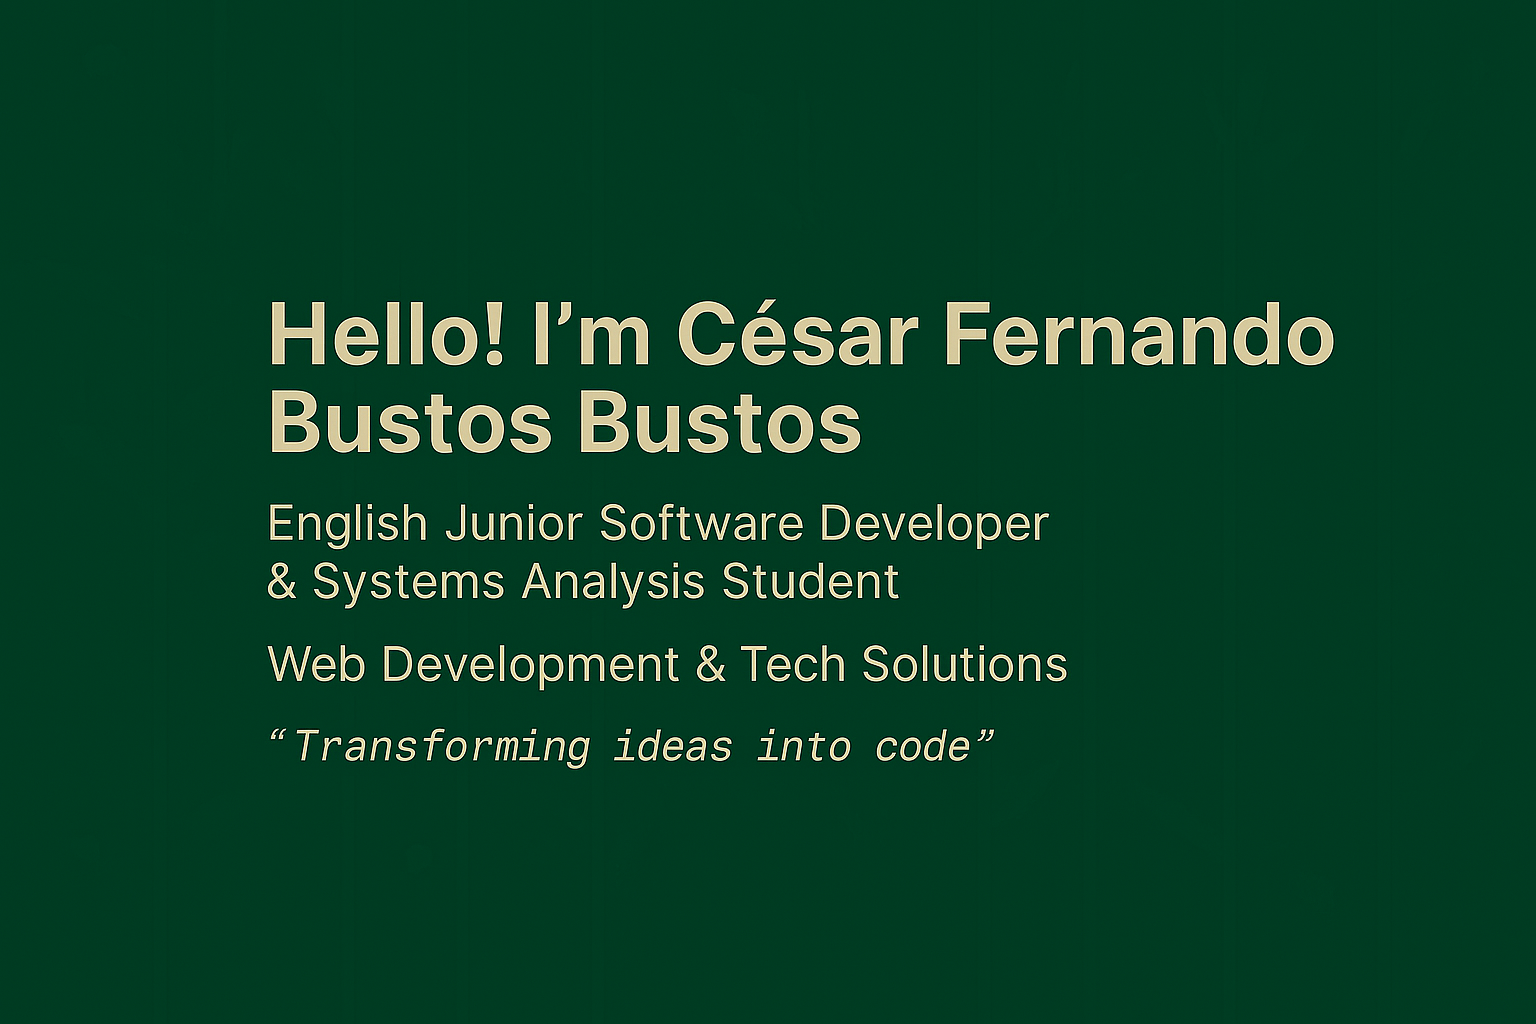 Hello! I’m César Fernando
Bustos Bustos
English Junior Software Developer
& Systems Analysis Student
Web Development & Tech Solutions
“Transforming ideas into code”